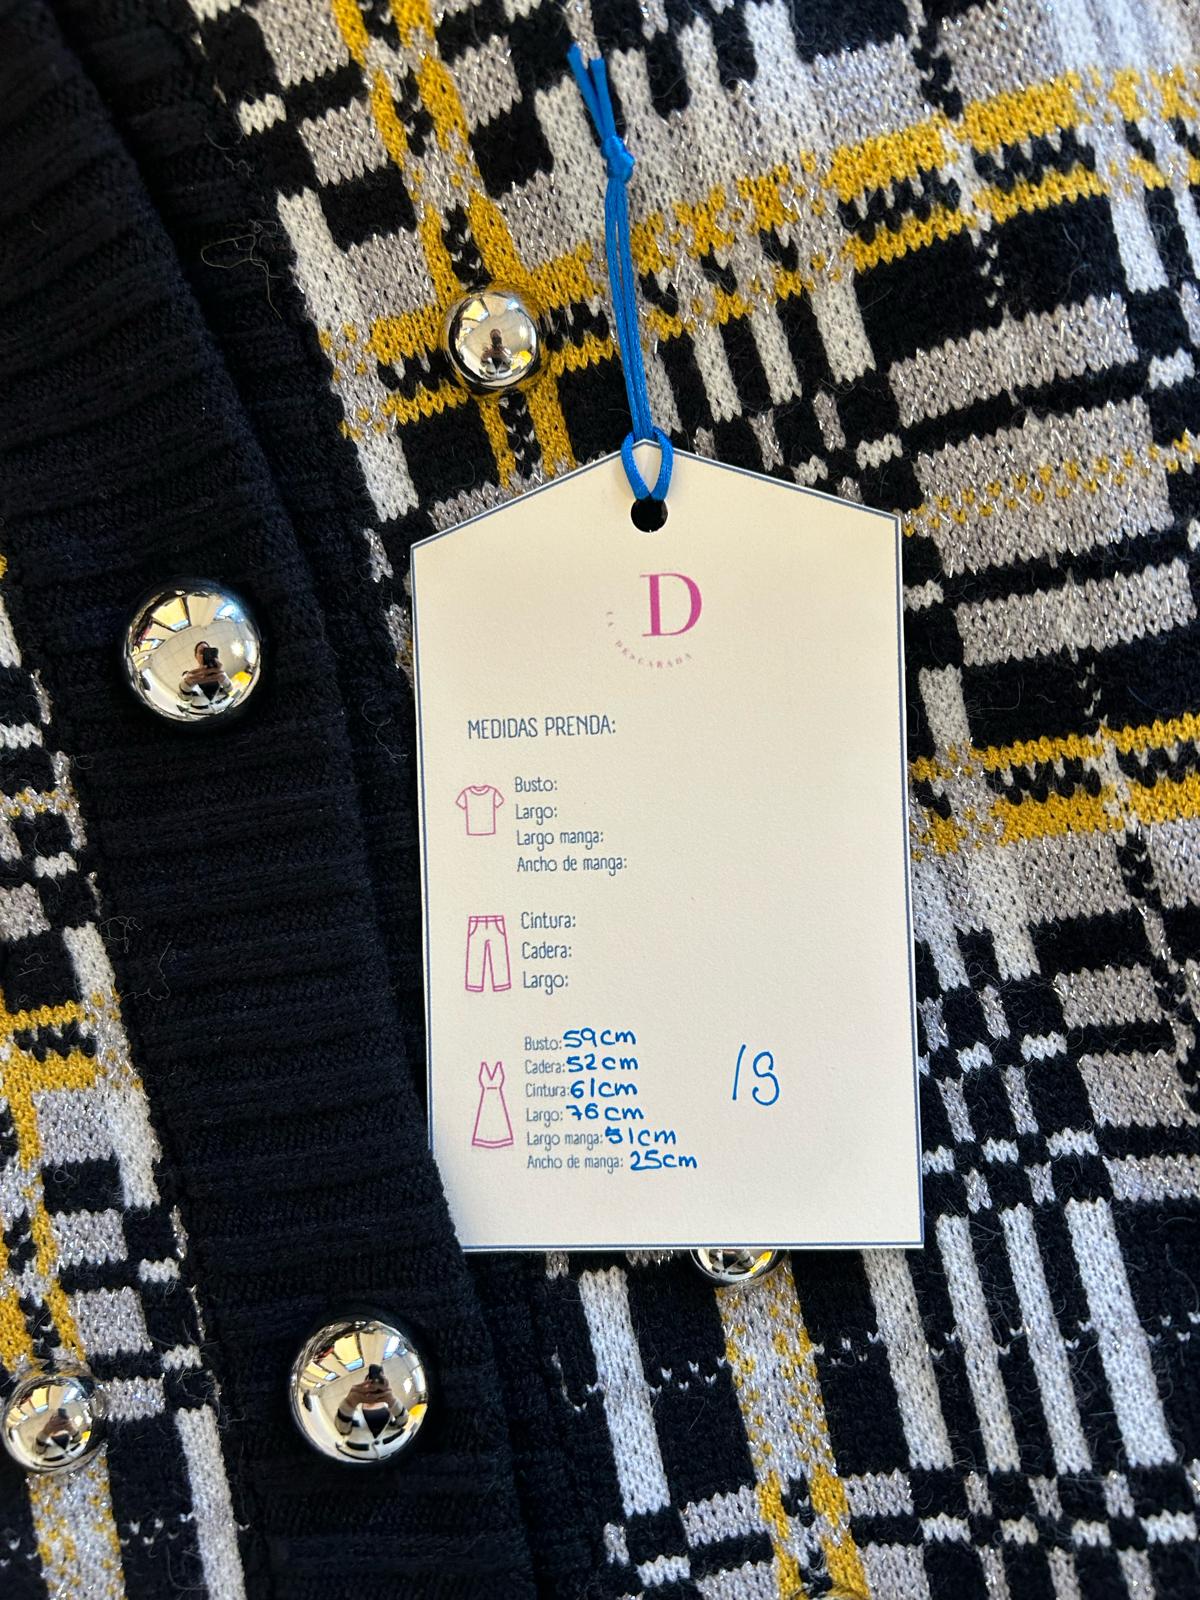 D
LA DESCARADA
MEDIDAS PRENDA:
Busto:
Largo:
Largo manga:
Ancho de manga:
Cintura:
Cadera:
Largo:
Busto: 59cm
Cadera: 52cm
Cintura: 61cm
Largo: 76cm
Largo manga: 51cm
Ancho de manga: 25cm